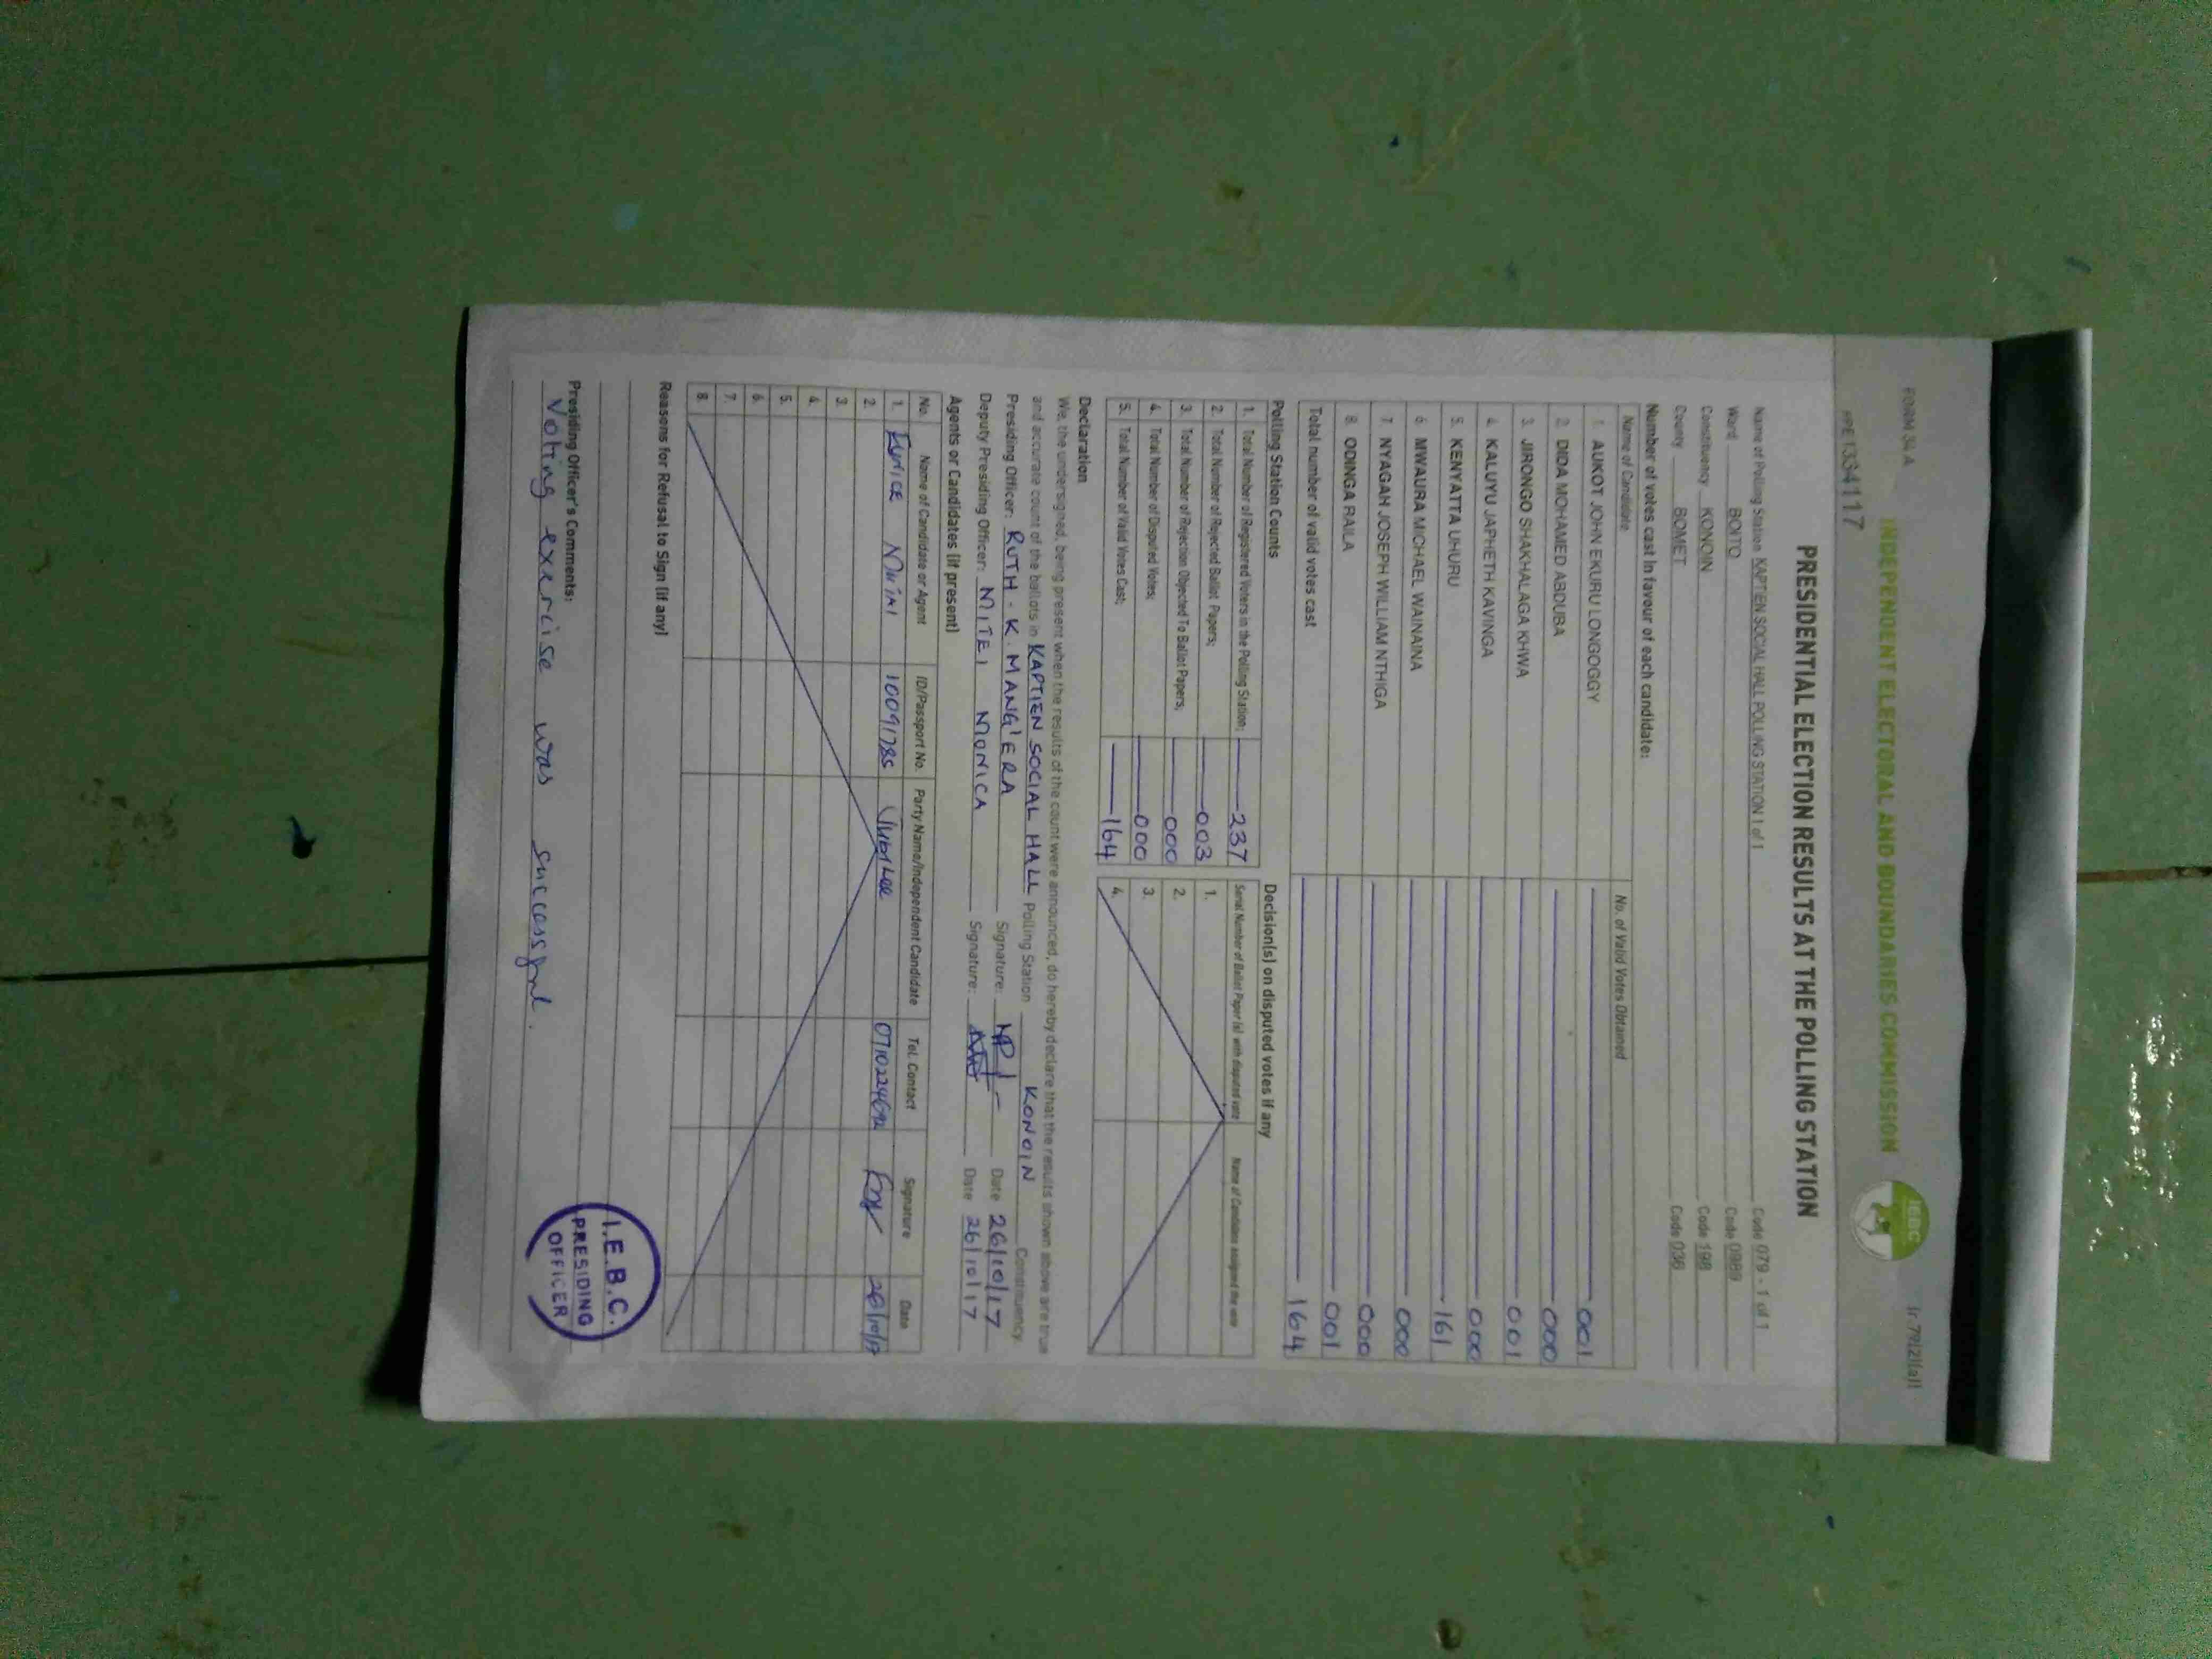 FORM 34 A
(r.79(2)(a))
INDEPENDENT ELECTORAL AND BOUNDARIES COMMISSION
IEBC
PPE1334117
PRESIDENTIAL ELECTION RESULTS AT THE POLLING STATION
Name of Polling Station KAPTIEN SOCIAL HALL POLLING STATION 1 of 1 Code 079 - 1 of 1
Ward BOITO Code 0989
Constituency KONOIN Code 198
County BOMET Code 036
Number of votes cast in favour of each candidate:
Name of Candidate No. of Valid Votes Obtained
1. AUKOT JOHN EKURU LONGOGGY 001
2. DIDA MOHAMED ABDUBA 000
3. JIRONGO SHAKHALAGA KHWA 001
4. KALUYU JAPHETH KAVINGA 000
5. KENYATTA UHURU 161
6. MWAURA MICHAEL WAINAINA 000
7. NYAGAH JOSEPH WILLIAM NTHIGA 000
8. ODINGA RAILA 001
Total number of valid votes cast 164
Polling Station Counts
1. Total Number of Registered Voters in the Polling Station; 237
2. Total Number of Rejected Ballot Papers; 003
3. Total Number of Rejection Objected To Ballot Papers; 000
4. Total Number of Disputed Votes; 000
5. Total Number of Valid Votes Cast; 164
Decision(s) on disputed votes if any
Serial Number of Ballot Paper (s) with disputed vote Name of Candidate assigned the vote
1.
2.
3.
4.
Declaration
We, the undersigned, being present when the results of the count were announced, do hereby declare that the results shown above are true
and accurate count of the ballots in KAPTIEN SOCIAL HALL Polling Station KONOIN Constituency.
Presiding Officer: RUTH - K. MANG'ERA Signature: Date 26/10/17
Deputy Presiding Officer: MITEI MONICA Signature: Date 26/10/17
Agents or Candidates (if present)
No. Name of Candidate or Agent ID/Passport No. Party Name/Independent Candidate Tel. Contact Signature Date
1. EUNICE 10091785 Jubilee 26/10/17
2.
3.
4.
5.
6.
7.
8.
Reasons for Refusal to Sign (if any)
Presiding Officer's Comments:
Voting exercise was successful.
I.E.B.C.
PRESIDING
OFFICER